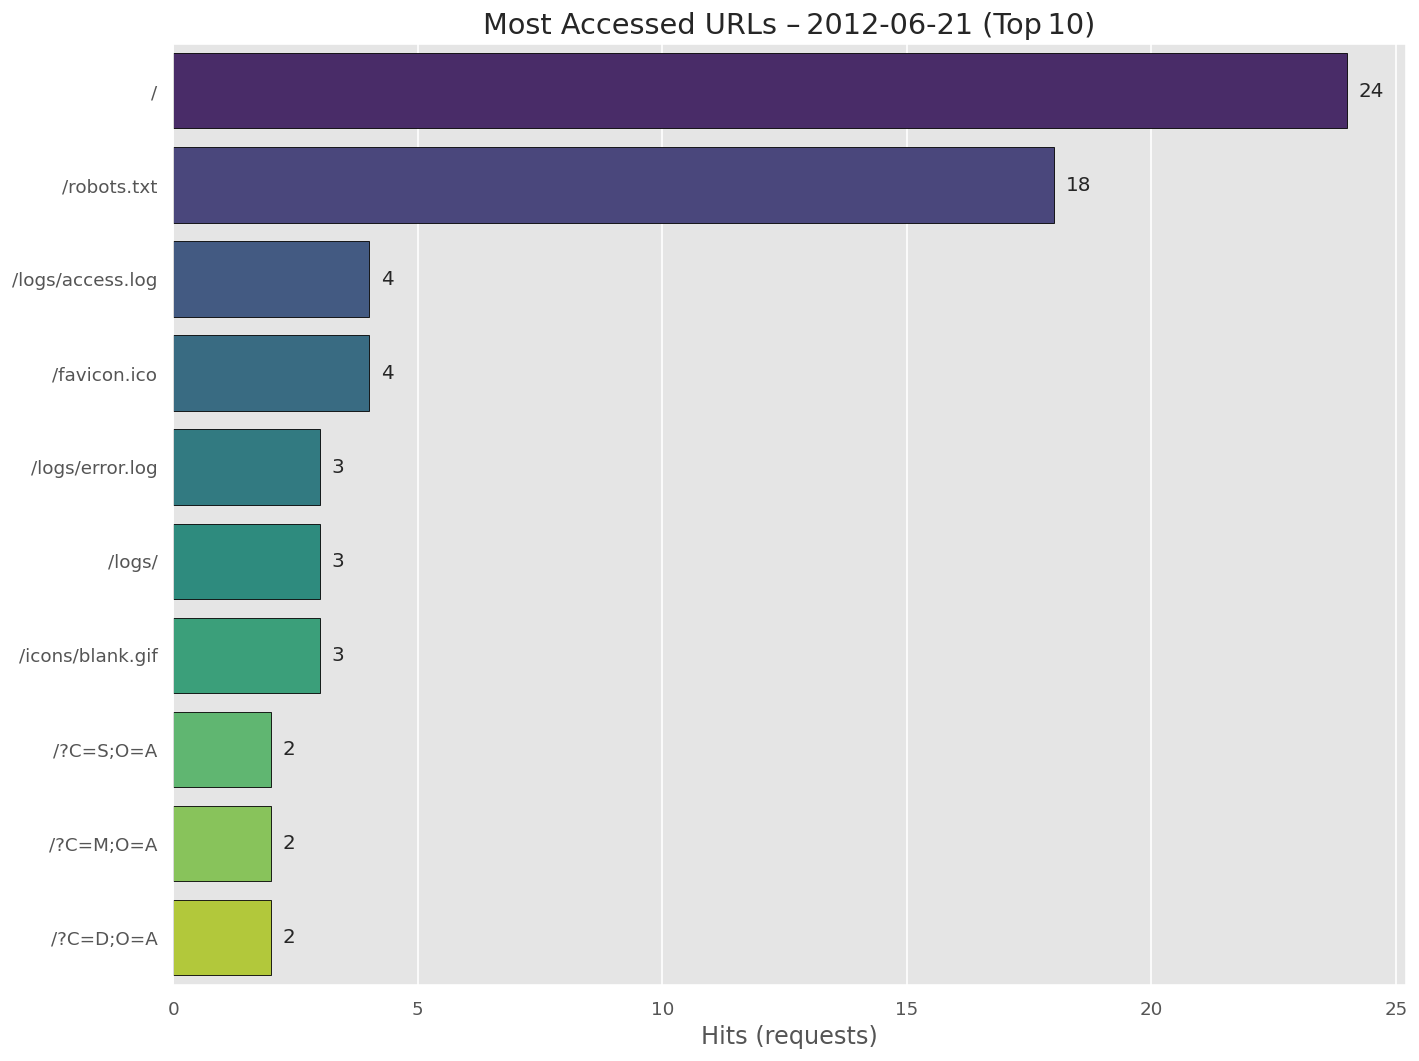 Most Accessed URLs – 2012-06-21 (Top 10)
/ 24
/robots.txt 18
/logs/access.log 4
/favicon.ico 4
/logs/error.log 3
/logs/ 3
/icons/blank.gif 3
/?C=S;O=A 2
/?C=M;O=A 2
/?C=D;O=A 2
0 5 10 15 20 25
Hits (requests)